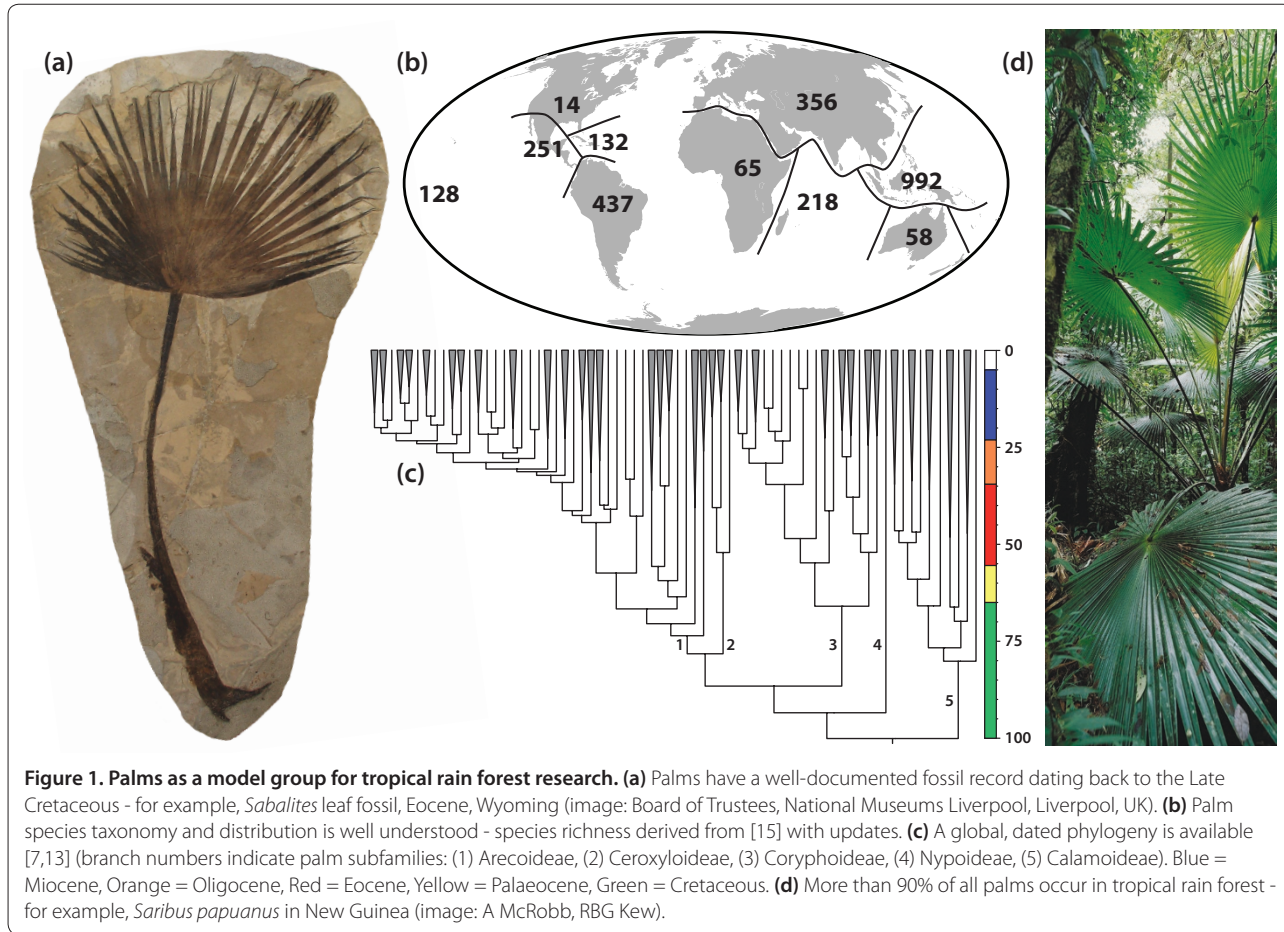 (a)
(b)
(d)
14
356
132
251
992
65
128
218
437
58
0
(c)
25
50
1
2
3
4
75
5
100
Figure 1. Palms as a model group for tropical rain forest research. (a) Palms have a well-documented fossil record dating back to the Late
Cretaceous - for example, Sabalites leaf fossil, Eocene, Wyoming (image: Board of Trustees, National Museums Liverpool, Liverpool, UK). (b) Palm
species taxonomy and distribution is well understood - species richness derived from [15] with updates. (c) A global, dated phylogeny is available
[7,13] (branch numbers indicate palm subfamilies: (1) Arecoideae, (2) Ceroxyloideae, (3) Coryphoideae, (4) Nypoideae, (5) Calamoideae). Blue =
Miocene, Orange = Oligocene, Red = Eocene, Yellow = Palaeocene, Green = Cretaceous. (d) More than 90% of all palms occur in tropical rain forest -
for example, Saribus papuanus in New Guinea (image: A McRobb, RBG Kew).